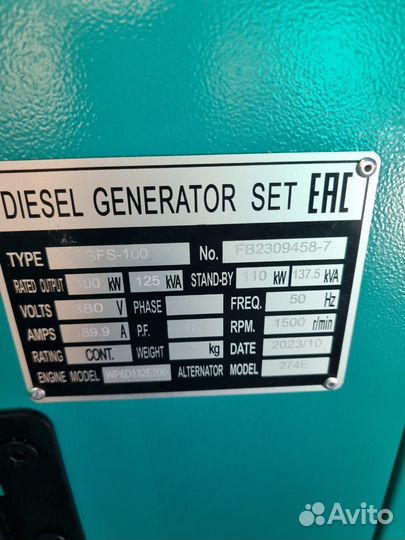 DIESEL GENERATOR SET EAC
TYPE GFS-100 No. FB2309458-7
RATED OUTPUT 100 kW 125 kVA STAND-BY 110 kW 137.5 kVA
VOLTS 380 V PHASE FREQ. 50 Hz
AMPS 189.9 A P.F. RPM. 1500 r/min
RATING CONT. WEIGHT kg DATE 2023/10
ENGINE MODEL WP6D132E200 ALTERNATOR MODEL 274E
Avito